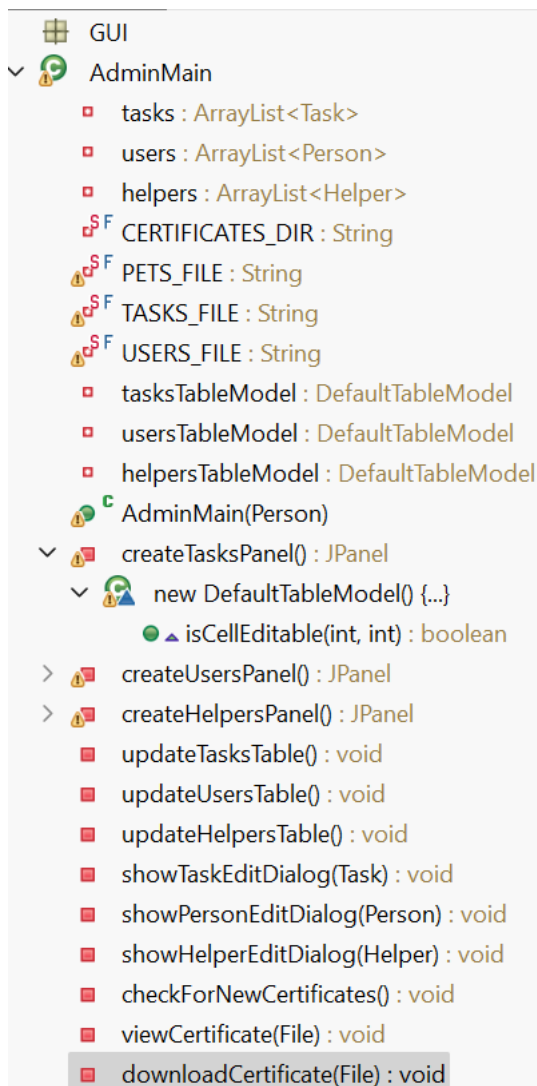 GUI
AdminMain
tasks : ArrayList<Task>
users : ArrayList<Person>
helpers : ArrayList<Helper>
S F CERTIFICATES_DIR : String
S F PETS_FILE : String
S F TASKS_FILE : String
S F USERS_FILE : String
tasksTableModel : DefaultTableModel
usersTableModel : DefaultTableModel
helpersTableModel : DefaultTableModel
C AdminMain(Person)
createTasksPanel() : JPanel
new DefaultTableModel() {...}
isCellEditable(int, int) : boolean
createUsersPanel() : JPanel
createHelpersPanel() : JPanel
updateTasksTable() : void
updateUsersTable() : void
updateHelpersTable() : void
showTaskEditDialog(Task) : void
showPersonEditDialog(Person) : void
showHelperEditDialog(Helper) : void
checkForNewCertificates() : void
viewCertificate(File) : void
downloadCertificate(File) : void